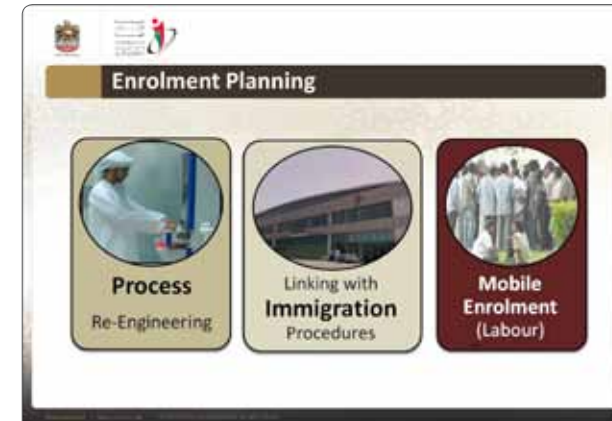 Enrolment Planning
Process
Re-Engineering
Linking with
Immigration
Procedures
Mobile
Enrolment
(Labour)